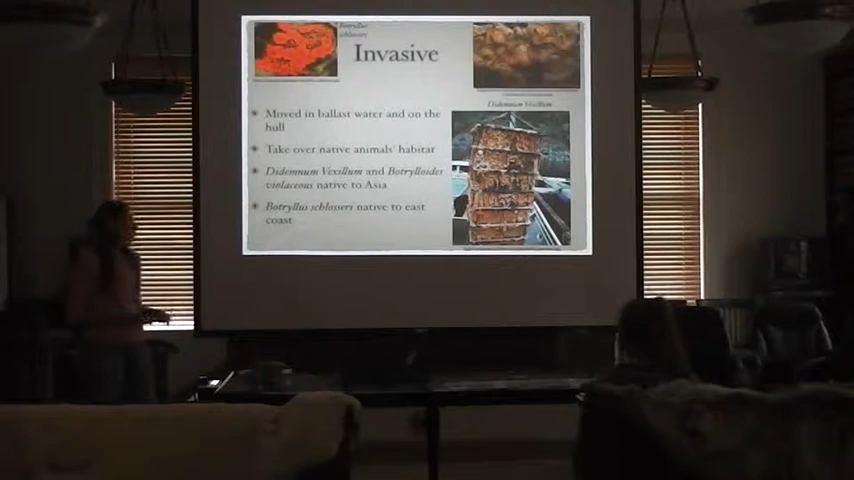 Botryllus
schlosseri
Invasive
Didemnum Vexillum
Moved in ballast water and on the
hull
Take over native animals' habitat
Didemnum Vexillum and Botrylloides
violaceous native to Asia
Botryllus schlosseri native to east
coast